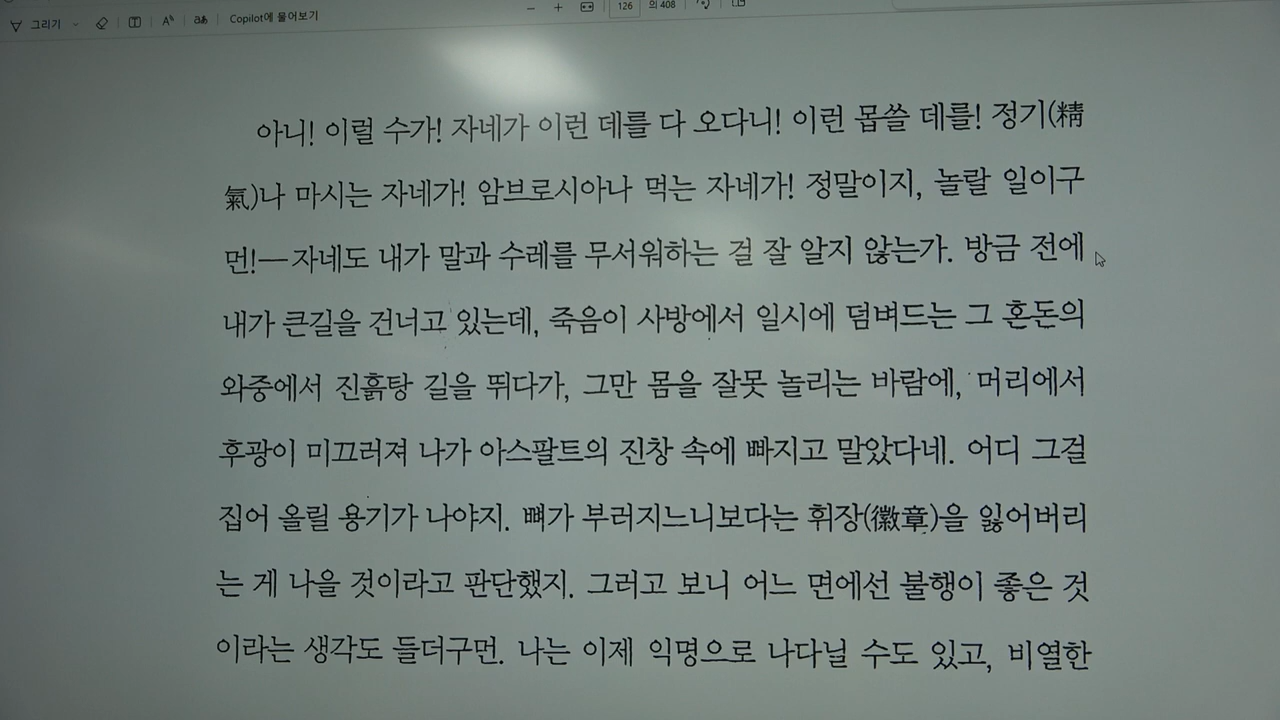 그리기
Copilot에 물어보기
126 의 408
아니! 이럴 수가! 자네가 이런 데를 다 오다니! 이런 몹쓸 데를! 정기(精
氣)나 마시는 자네가! 암브로시아나 먹는 자네가! 정말이지, 놀랄 일이구
먼!—자네도 내가 말과 수레를 무서워하는 걸 잘 알지 않는가. 방금 전에
내가 큰길을 건너고 있는데, 죽음이 사방에서 일시에 덤벼드는 그 혼돈의
와중에서 진흙탕 길을 뛰다가, 그만 몸을 잘못 놀리는 바람에, 머리에서
후광이 미끄러져 나가 아스팔트의 진창 속에 빠지고 말았다네. 어디 그걸
집어 올릴 용기가 나야지. 뼈가 부러지느니보다는 휘장(徽章)을 잃어버리
는 게 나을 것이라고 판단했지. 그러고 보니 어느 면에선 불행이 좋은 것
이라는 생각도 들더구먼. 나는 이제 익명으로 나다닐 수도 있고, 비열한